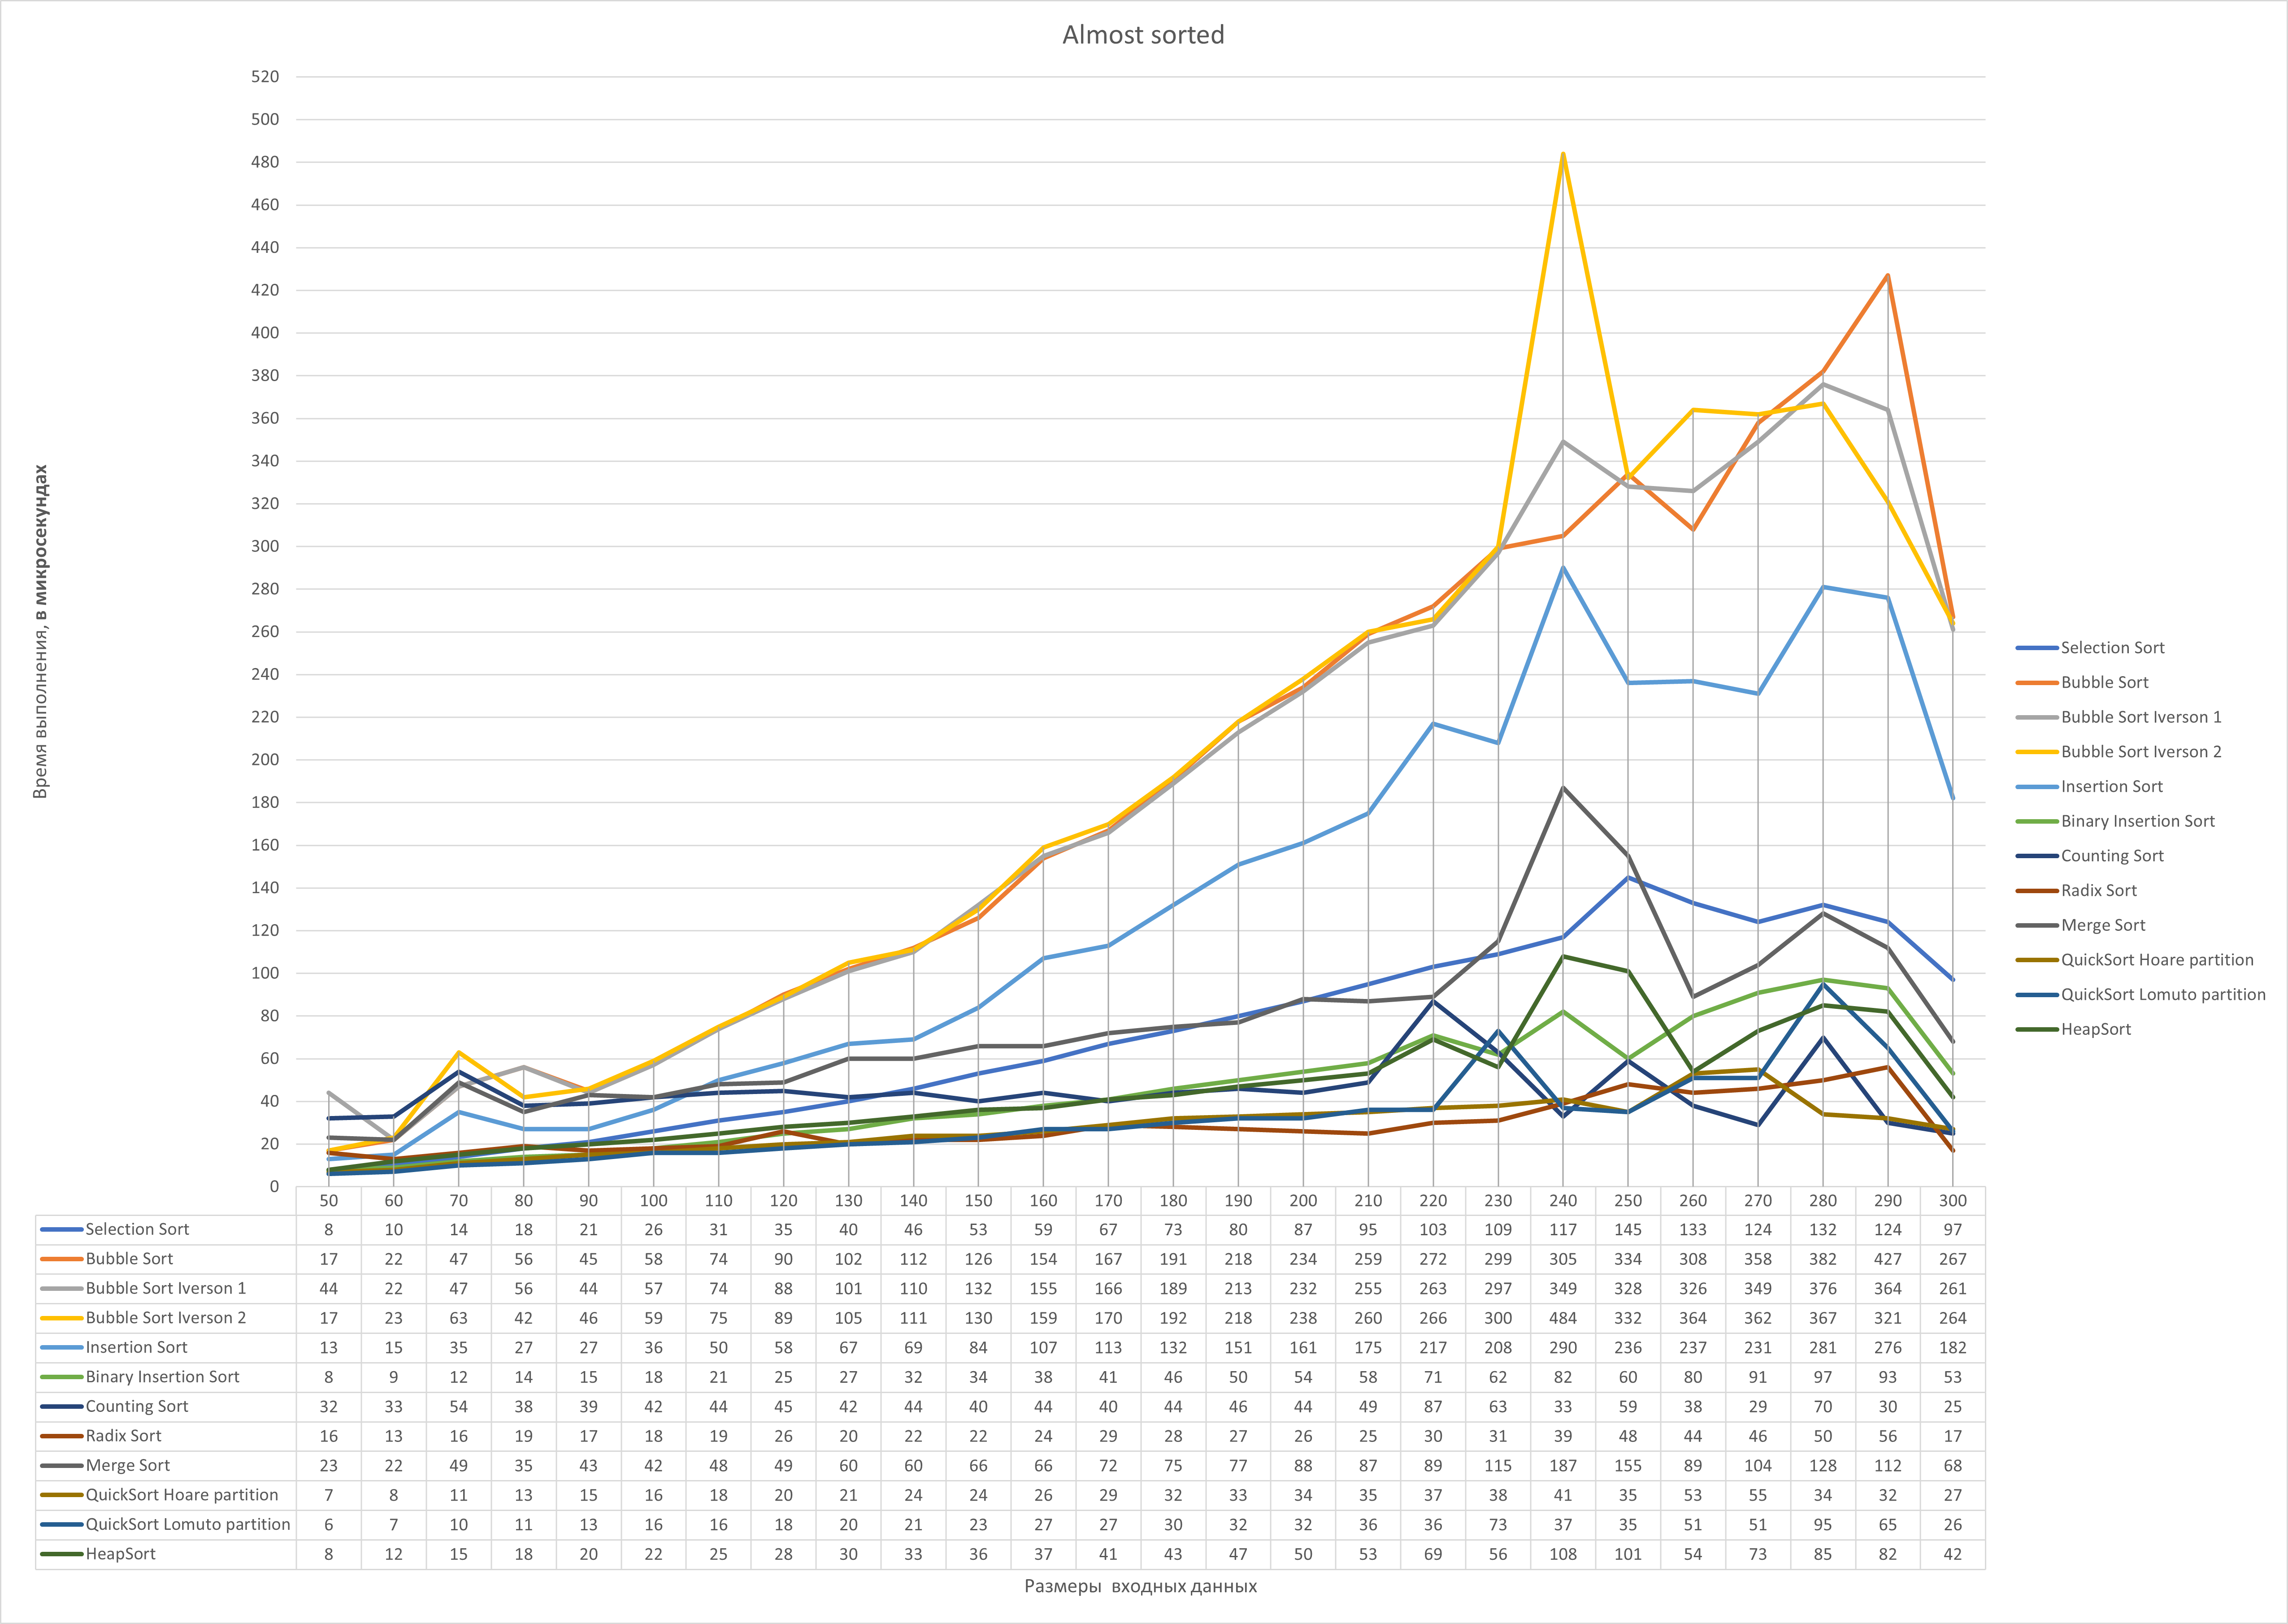 Almost sorted
520
500
480
460
440
420
400
380
360
340
320
300
280
260
240
220
200
180
160
140
120
100
80
60
40
20
0
Время выполнения, в микросекундах
Selection Sort
Bubble Sort
Bubble Sort Iverson 1
Bubble Sort Iverson 2
Insertion Sort
Binary Insertion Sort
Counting Sort
Radix Sort
Merge Sort
QuickSort Hoare partition
QuickSort Lomuto partition
HeapSort
50 60 70 80 90 100 110 120 130 140 150 160 170 180 190 200 210 220 230 240 250 260 270 280 290 300
Selection Sort 8 10 14 18 21 26 31 35 40 46 53 59 67 73 80 87 95 103 109 117 145 133 124 132 124 97
Bubble Sort 17 22 47 56 45 58 74 90 102 112 126 154 167 191 218 234 259 272 299 305 334 308 358 382 427 267
Bubble Sort Iverson 1 44 22 47 56 44 57 74 88 101 110 132 155 166 189 213 232 255 263 297 349 328 326 349 376 364 261
Bubble Sort Iverson 2 17 23 63 42 46 59 75 89 105 111 130 159 170 192 218 238 260 266 300 484 332 364 362 367 321 264
Insertion Sort 13 15 35 27 27 36 50 58 67 69 84 107 113 132 151 161 175 217 208 290 236 237 231 281 276 182
Binary Insertion Sort 8 9 12 14 15 18 21 25 27 32 34 38 41 46 50 54 58 71 62 82 60 80 91 97 93 53
Counting Sort 32 33 54 38 39 42 44 45 42 44 40 44 40 44 46 44 49 87 63 33 59 38 29 70 30 25
Radix Sort 16 13 16 19 17 18 19 26 20 22 22 24 29 28 27 26 25 30 31 39 48 44 46 50 56 17
Merge Sort 23 22 49 35 43 42 48 49 60 60 66 66 72 75 77 88 87 89 115 187 155 89 104 128 112 68
QuickSort Hoare partition 7 8 11 13 15 16 18 20 21 24 24 26 29 32 33 34 35 37 38 41 35 53 55 34 32 27
QuickSort Lomuto partition 6 7 10 11 13 16 16 18 20 21 23 27 27 30 32 32 36 36 73 37 35 51 51 95 65 26
HeapSort 8 12 15 18 20 22 25 28 30 33 36 37 41 43 47 50 53 69 56 108 101 54 73 85 82 42
Размеры входных данных